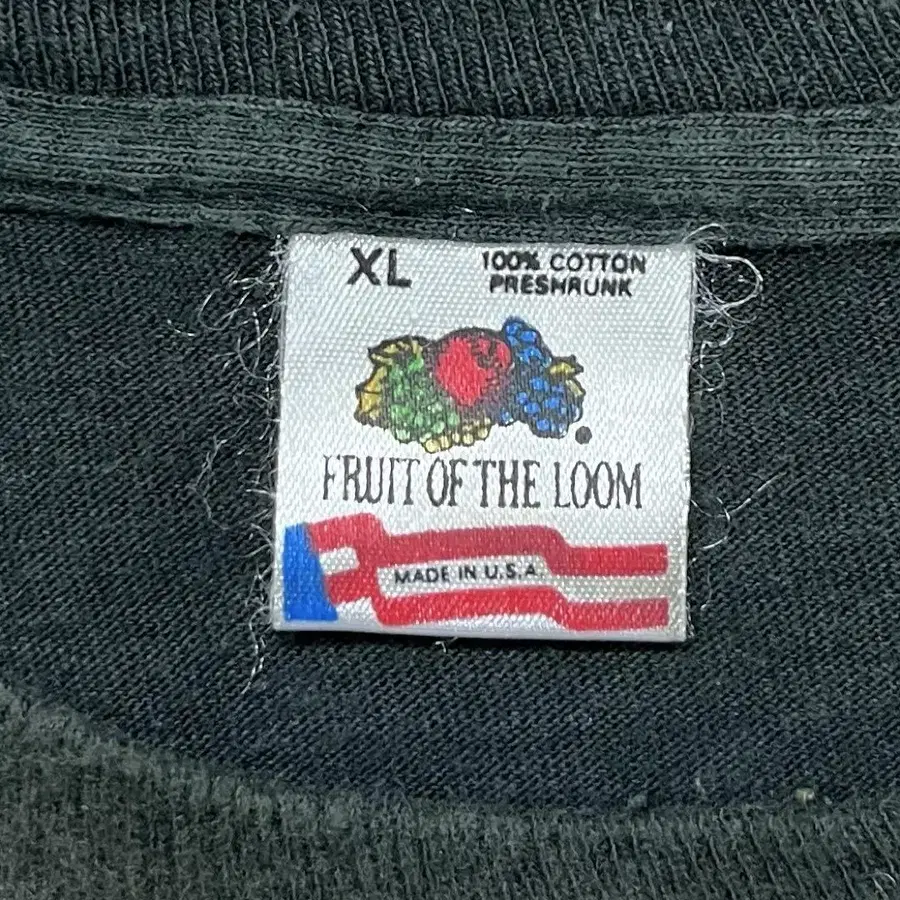 XL
100% COTTON
PRESHRUNK
FRUIT OF THE LOOM
MADE IN U.S.A.